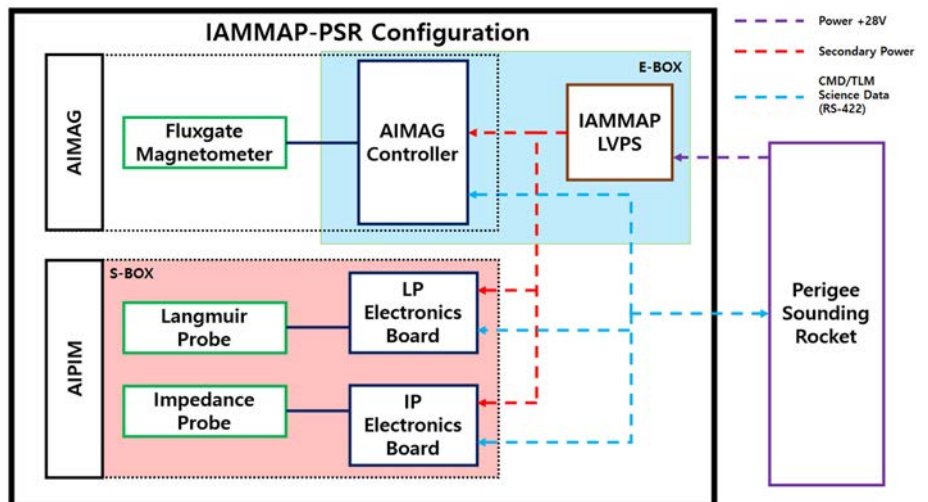 IAMMAP-PSR Configuration
Power +28V
Secondary Power
CMD/TLM
Science Data
(RS-422)
E-BOX
AIMAG
Fluxgate
Magnetometer
AIMAG
Controller
IAMMAP
LVPS
S-BOX
AIPIM
Langmuir
Probe
LP
Electronics
Board
Impedance
Probe
IP
Electronics
Board
Perigee
Sounding
Rocket